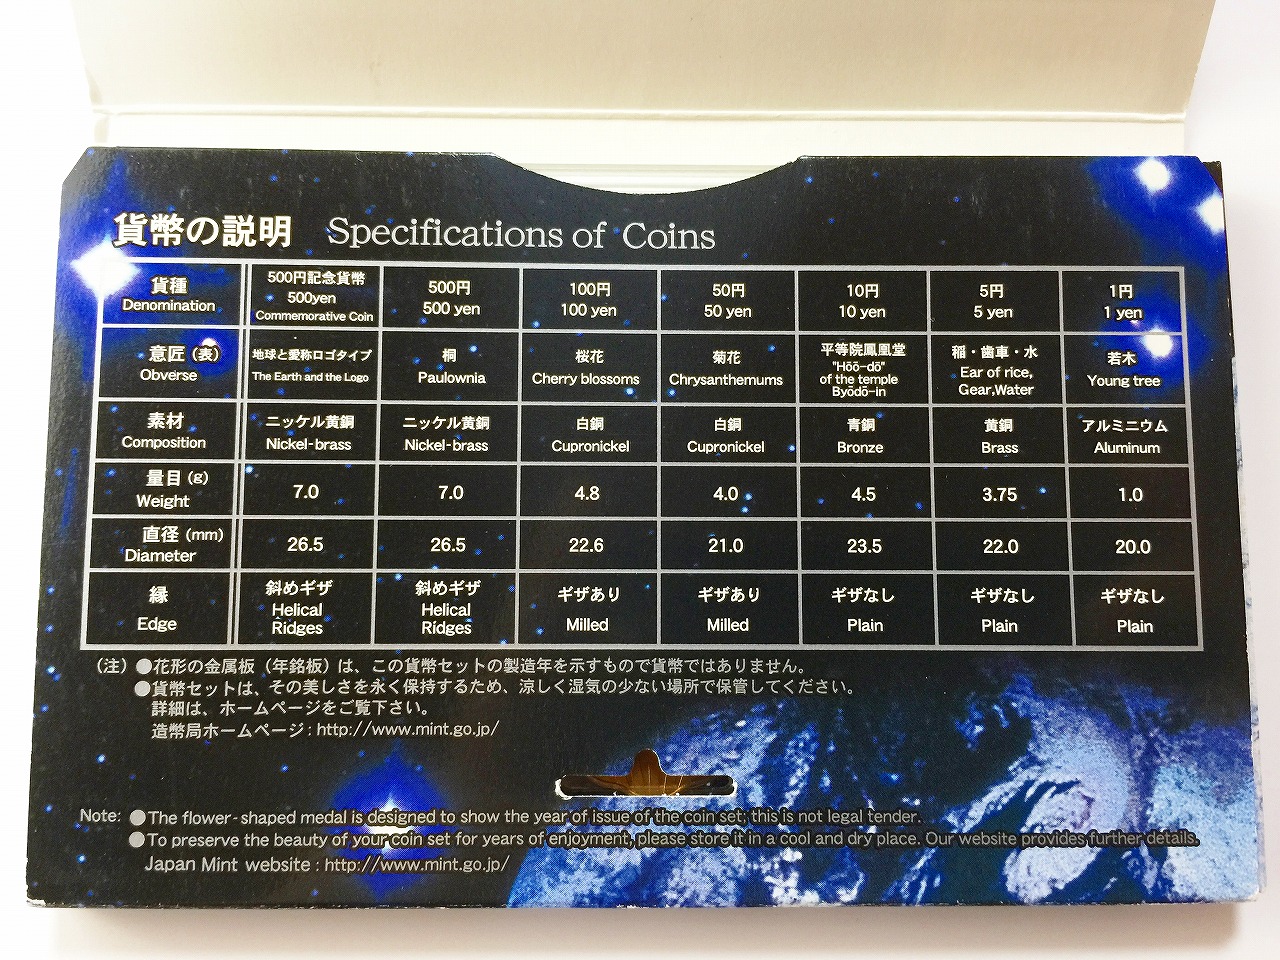 貨幣の説明 Specifications of Coins
貨種 500円記念貨幣 500円 100円 50円 10円 5円 1円
Denomination 500yen 500 yen 100 yen 50 yen 10 yen 5 yen 1 yen
Commemorative Coin
意匠(表) 地球と愛称ロゴタイプ 桐 桜花 菊花 平等院鳳凰堂 稲・歯車・水 若木
Obverse The Earth and the Logo Paulownia Cherry blossoms Chrysanthemums "Hōō-dō" Ear of rice, Young tree
of the temple Gear,Water
Byōdō-in
素材 ニッケル黄銅 ニッケル黄銅 白銅 白銅 青銅 黄銅 アルミニウム
Composition Nickel-brass Nickel-brass Cupronickel Cupronickel Bronze Brass Aluminum
量目(g) 7.0 7.0 4.8 4.0 4.5 3.75 1.0
Weight
直径(mm) 26.5 26.5 22.6 21.0 23.5 22.0 20.0
Diameter
縁 斜めギザ 斜めギザ ギザあり ギザあり ギザなし ギザなし ギザなし
Edge Helical Helical Milled Milled Plain Plain Plain
Ridges Ridges
(注)●花形の金属板(年銘板)は、この貨幣セットの製造年を示すもので貨幣ではありません。
●貨幣セットは、その美しさを永く保持するため、涼しく湿気の少ない場所で保管してください。
詳細は、ホームページをご覧下さい。
造幣局ホームページ:http://www.mint.go.jp/
Note: ●The flower-shaped medal is designed to show the year of issue of the coin set; this is not legal tender.
●To preserve the beauty of your coin set for years of enjoyment, please store it in a cool and dry place. Our website provides further details.
Japan Mint website : http://www.mint.go.jp/